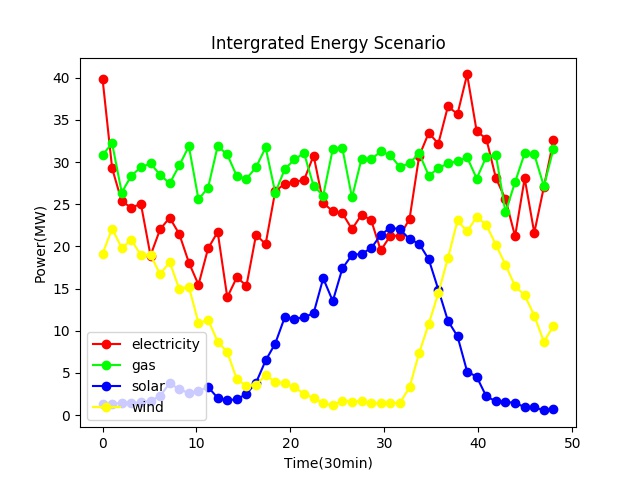 Intergrated Energy Scenario
Power(MW)
40
35
30
25
20
15
10
5
0
electricity
gas
solar
wind
0 10 20 30 40 50
Time(30min)